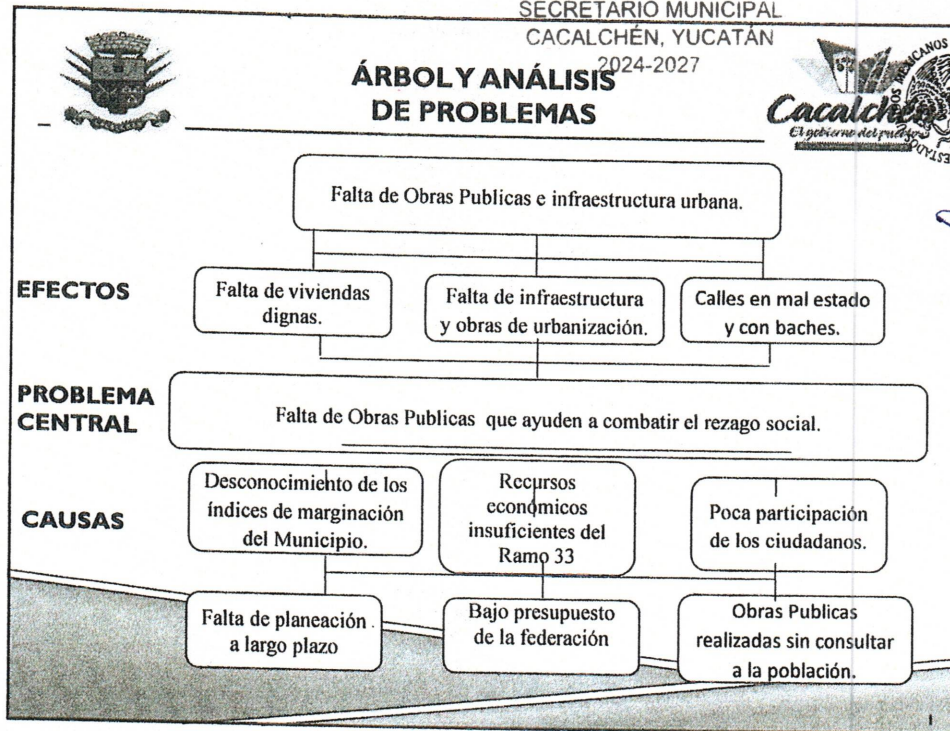 SECRETARIO MUNICIPAL
CACALCHÉN, YUCATÁN
2024-2027
ÁRBOL Y ANÁLISIS
DE PROBLEMAS
Cacalchén
El gobierno del pueblo
MEXICANOS
Falta de Obras Publicas e infraestructura urbana.
EFECTOS
Falta de viviendas
dignas.
Falta de infraestructura
y obras de urbanización.
Calles en mal estado
y con baches.
PROBLEMA
CENTRAL
Falta de Obras Publicas que ayuden a combatir el rezago social.
CAUSAS
Desconocimiento de los
índices de marginación
del Municipio.
Recursos
económicos
insuficientes del
Ramo 33
Poca participación
de los ciudadanos.
Falta de planeación
a largo plazo
Bajo presupuesto
de la federación
Obras Publicas
realizadas sin consultar
a la población.